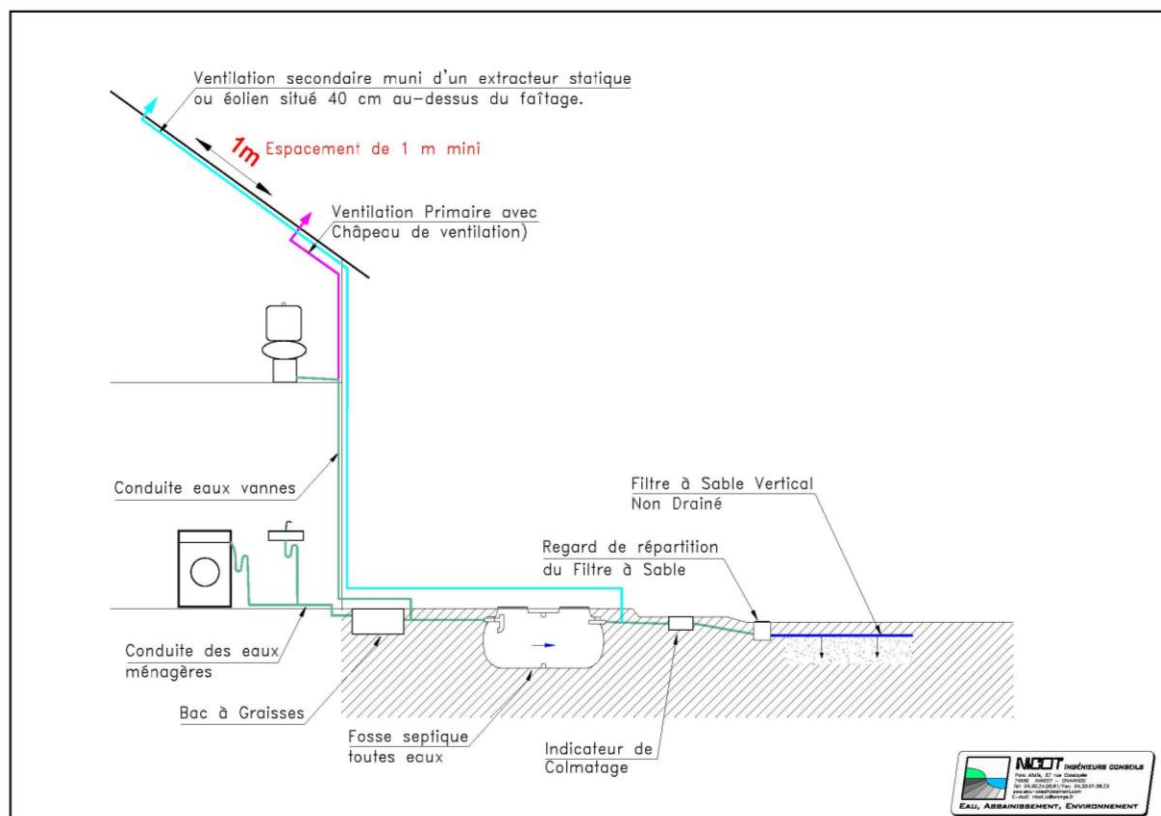 Ventilation secondaire muni d'un extracteur statique
ou éolien situé 40 cm au-dessus du faîtage.
1m
Espacement de 1 m mini
Ventilation Primaire avec
Châpeau de ventilation)
Conduite eaux vannes
Filtre à Sable Vertical
Non Drainé
Regard de répartition
du Filtre à Sable
Conduite des eaux
ménagères
Bac à Graisses
Fosse septique
toutes eaux
Indicateur de
Colmatage
NICOT INGÉNIEURS CONSEILS
EAU, ASSAINISSEMENT, ENVIRONNEMENT